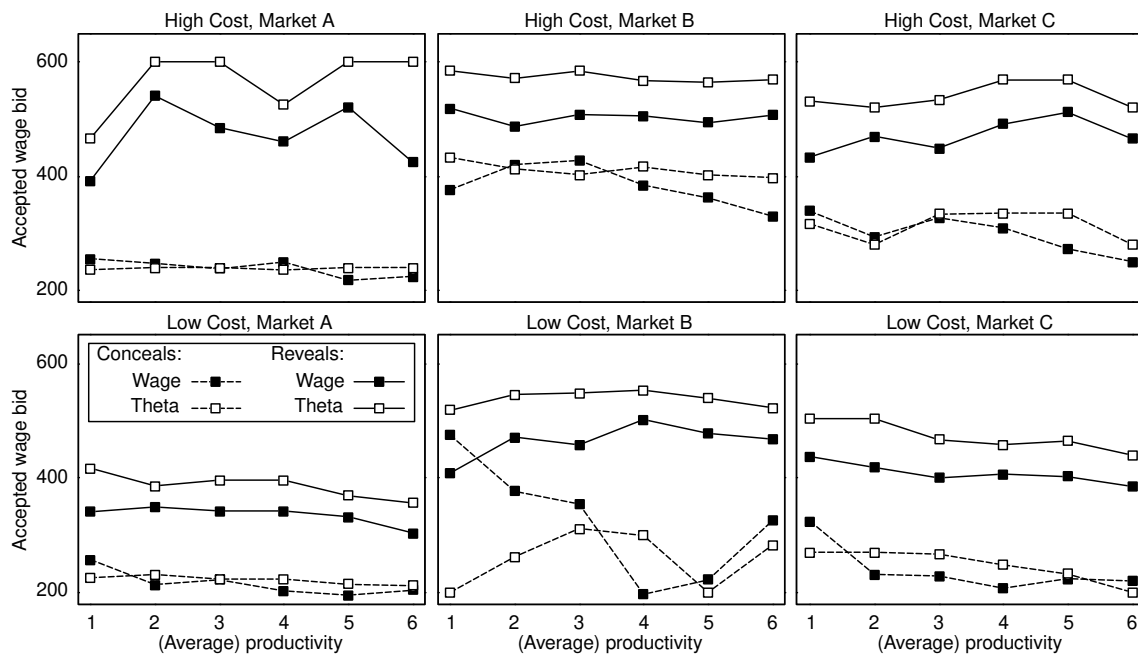 High Cost, Market A
High Cost, Market B
High Cost, Market C
Accepted wage bid
600
400
200
Low Cost, Market A
Low Cost, Market B
Low Cost, Market C
Accepted wage bid
600
400
200
Conceals: Reveals:
Wage Wage
Theta Theta
1 2 3 4 5 6
1 2 3 4 5 6
1 2 3 4 5 6
(Average) productivity
(Average) productivity
(Average) productivity